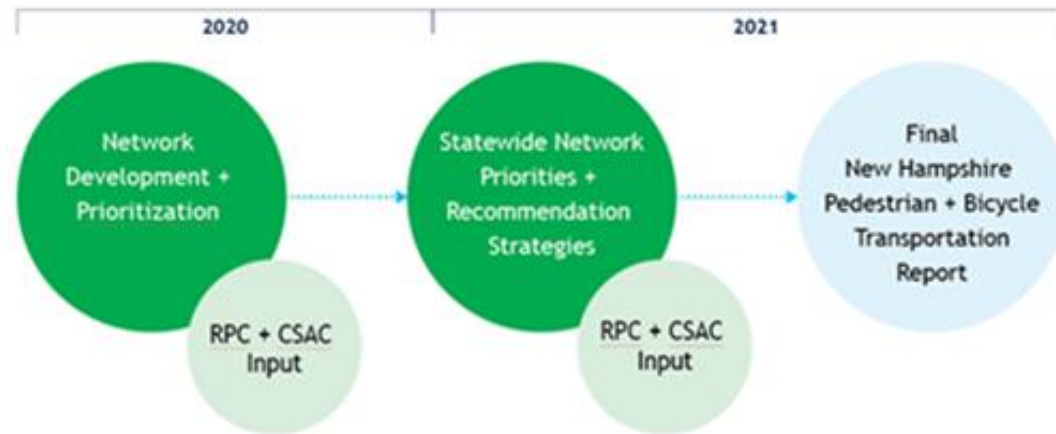 2020
2021
Network
Development +
Prioritization
RPC + CSAC
Input
Statewide Network
Priorities +
Recommendation
Strategies
RPC + CSAC
Input
Final
New Hampshire
Pedestrian + Bicycle
Transportation
Report